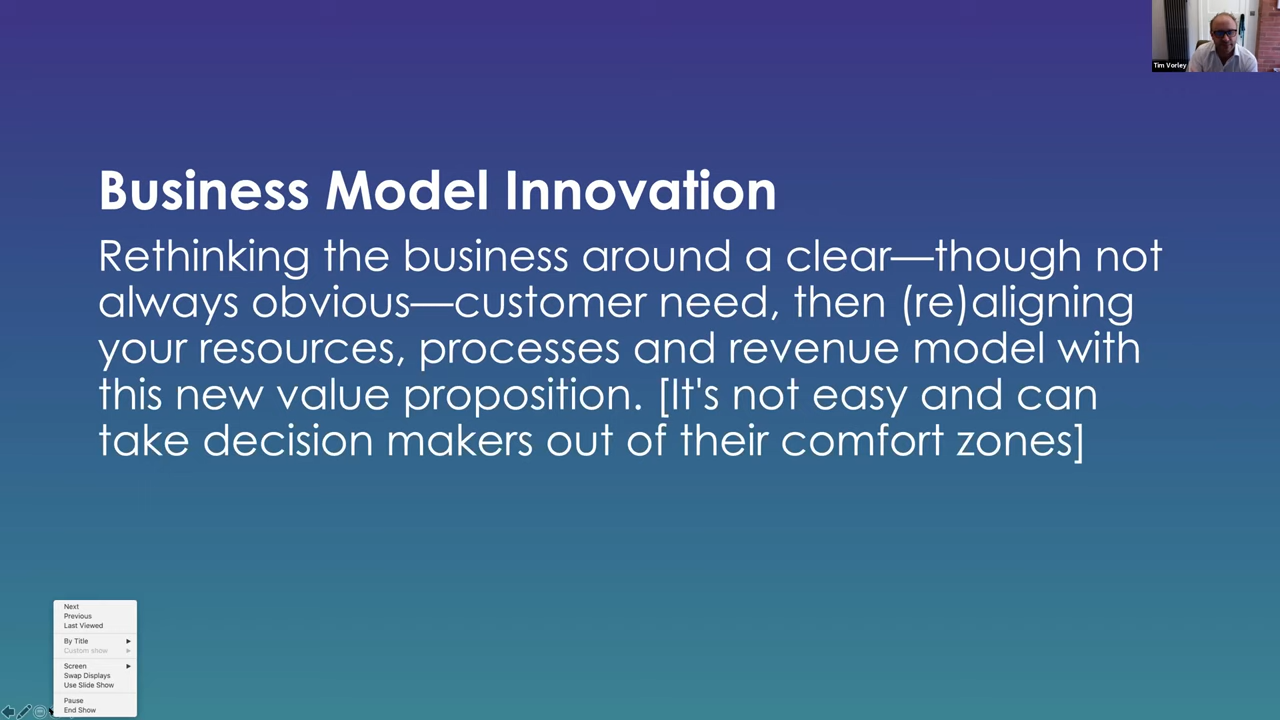 Tim Vorley
Business Model Innovation
Rethinking the business around a clear—though not
always obvious—customer need, then (re)aligning
your resources, processes and revenue model with
this new value proposition. [It's not easy and can
take decision makers out of their comfort zones]
Next
Previous
Last Viewed
By Title
Custom show
Screen
Swap Displays
Use Slide Show
Pause
End Show